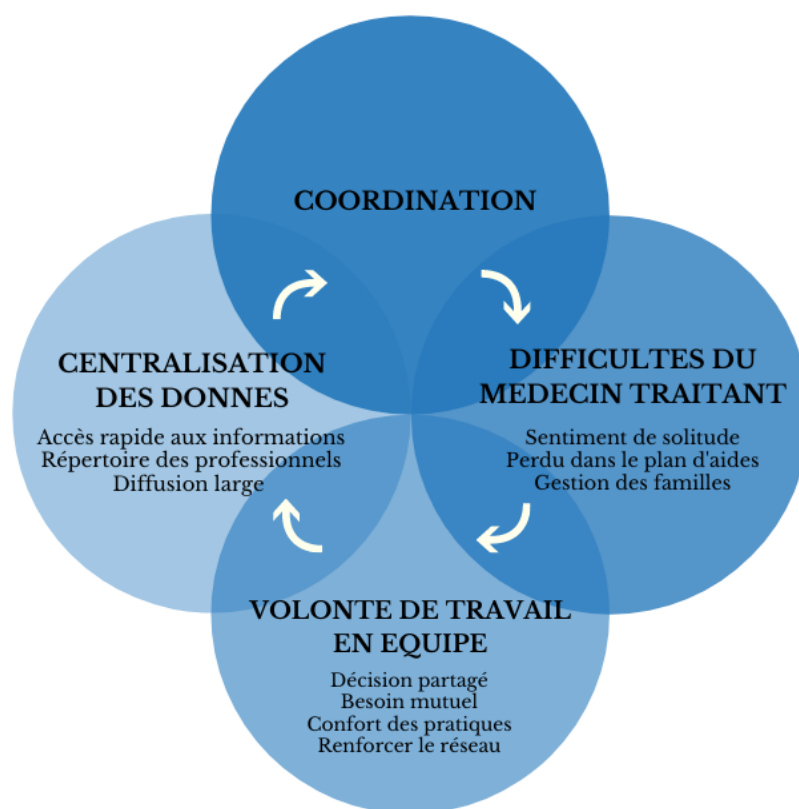 COORDINATION
CENTRALISATION
DES DONNES
Accès rapide aux informations
Répertoire des professionnels
Diffusion large
DIFFICULTES DU
MEDECIN TRAITANT
Sentiment de solitude
Perdu dans le plan d'aides
Gestion des familles
VOLONTE DE TRAVAIL
EN EQUIPE
Décision partagé
Besoin mutuel
Confort des pratiques
Renforcer le réseau